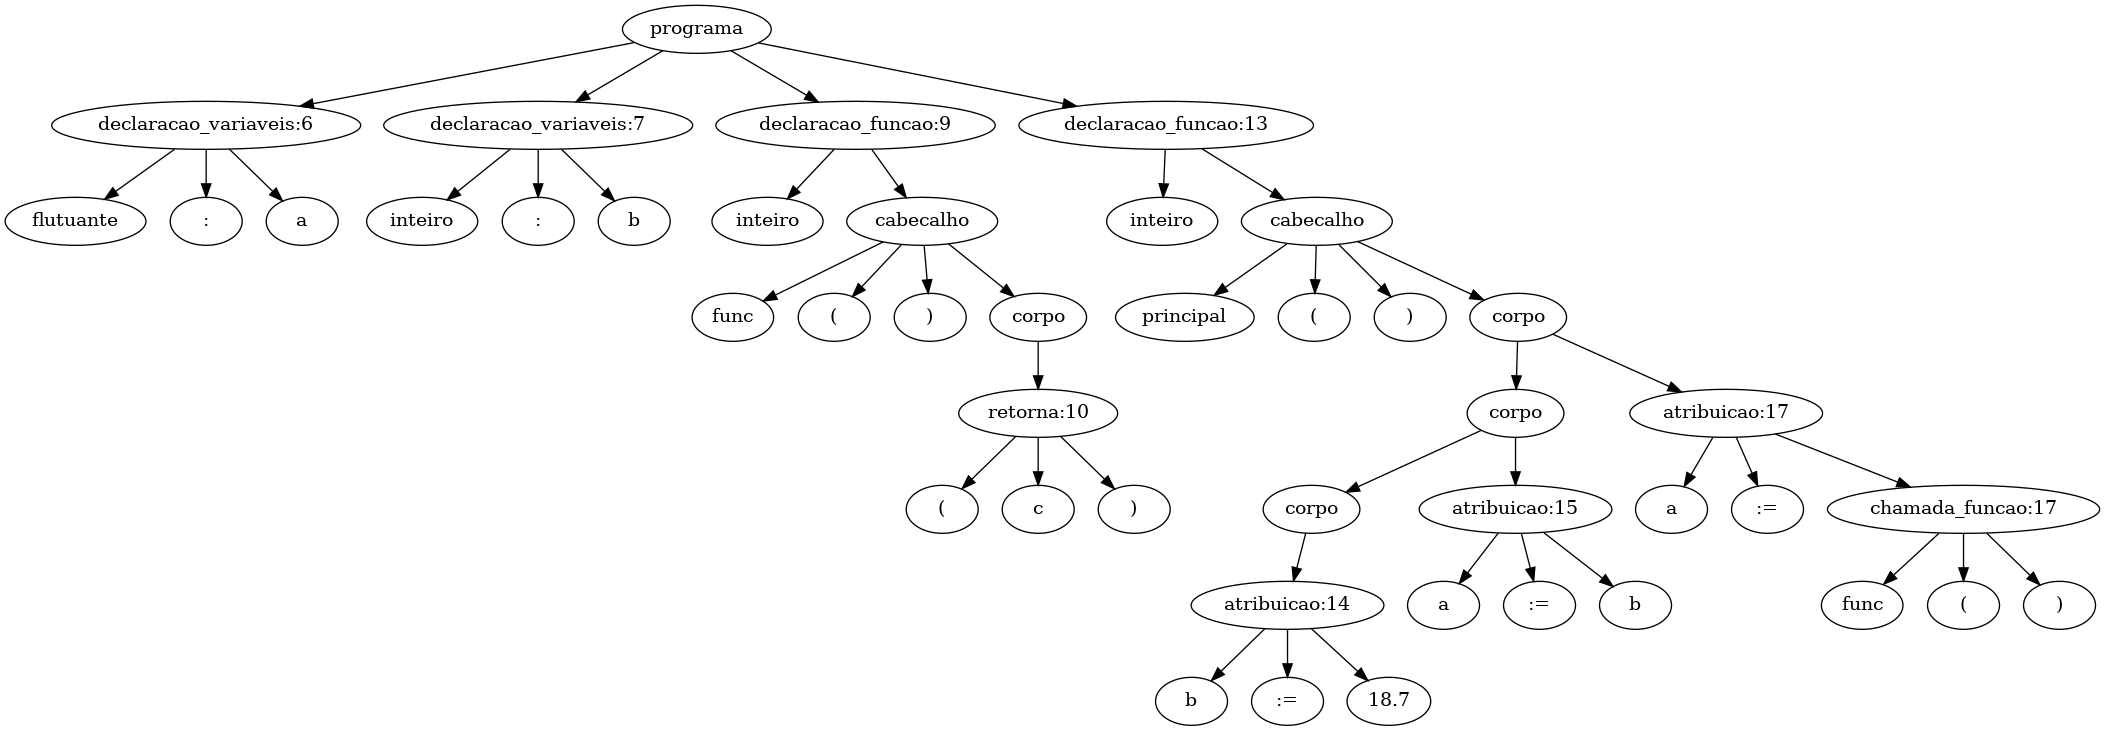 programa
declaracao_variaveis:6
declaracao_variaveis:7
declaracao_funcao:9
declaracao_funcao:13
flutuante
:
a
inteiro
:
b
inteiro
cabecalho
inteiro
cabecalho
func
(
)
corpo
principal
(
)
corpo
retorna:10
corpo
atribuicao:17
(
c
)
corpo
atribuicao:15
a
:=
chamada_funcao:17
atribuicao:14
a
:=
b
func
(
)
b
:=
18.7